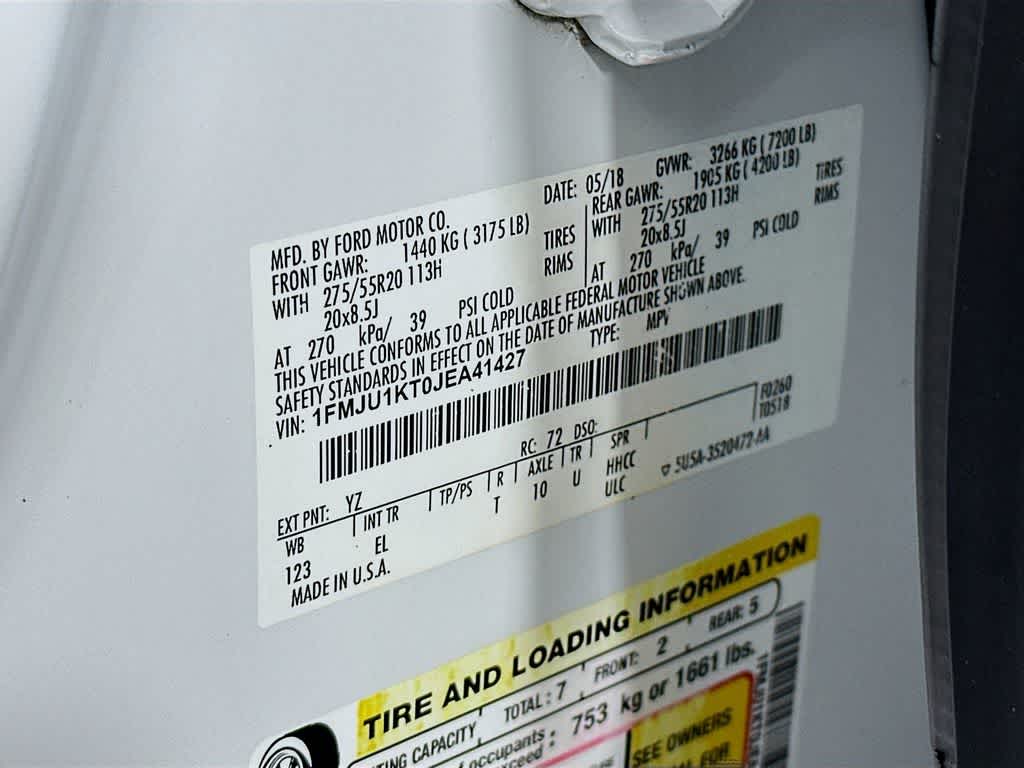 MFD. BY FORD MOTOR CO.
DATE: 05/18
GVWR: 3266 KG ( 7200 LB)
FRONT GAWR: 1440 KG ( 3175 LB)
REAR GAWR: 1905 KG ( 4200 LB)
WITH 275/55R20 113H TIRES
WITH 275/55R20 113H TIRES
20x8.5J RIMS
20x8.5J RIMS
AT 270 kPa/ 39 PSI COLD
AT 270 kPa/ 39 PSI COLD
THIS VEHICLE CONFORMS TO ALL APPLICABLE FEDERAL MOTOR VEHICLE
SAFETY STANDARDS IN EFFECT ON THE DATE OF MANUFACTURE SHOWN ABOVE.
VIN: 1FMJU1KT0JEA41427
TYPE: MPV
F0260
T0518
EXT PNT: YZ RC: 72 DSO:
WB INT TR TP/PS R AXLE TR SPR
123 EL T 10 U HHCC
ULC
MADE IN U.S.A.
5U5A-3520472-AA
TIRE AND LOADING INFORMATION
TOTAL: 7 FRONT: 2 REAR: 5
CAPACITY
occupants
753 kg or 1661 lbs.
SEE OWNERS
FOR